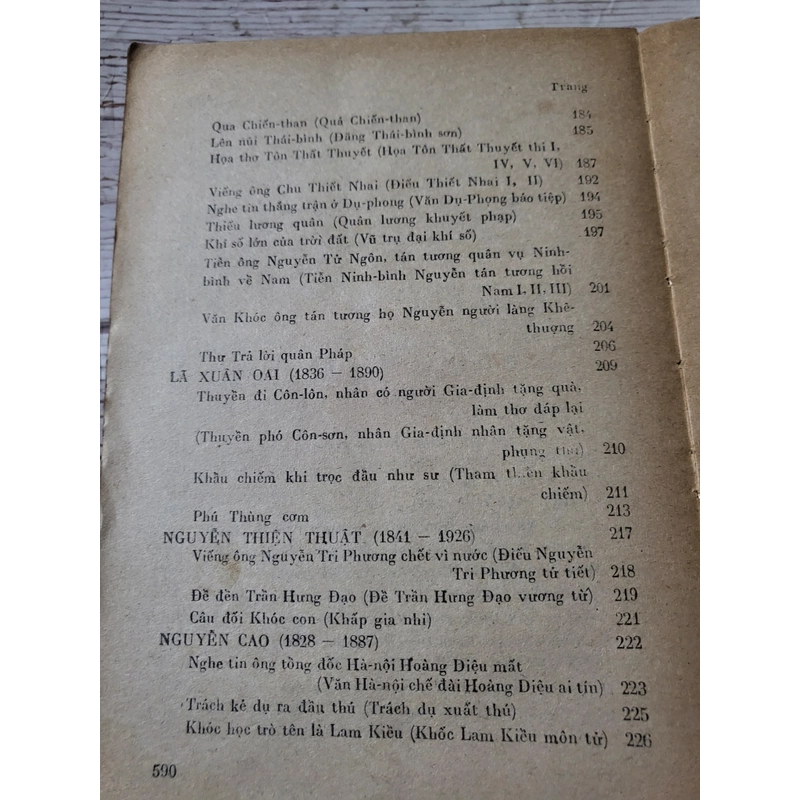 Trang
Qua Chiến-than (Quá Chiến-than) 184
Lên núi Thái-bình (Đăng Thái-bình sơn) 185
Họa thơ Tôn Thất Thuyết (Họa Tôn Thất Thuyết thi I,
IV, V, VI) 187
Viếng ông Chu Thiết Nhai (Điếu Thiết Nhai I, II) 192
Nghe tin thắng trận ở Dụ-phong (Văn Dụ-Phong báo tiệp) 194
Thiếu lương quân (Quân lương khuyết phạp) 195
Khí số lớn của trời đất (Vũ trụ đại khí số) 197
Tiễn ông Nguyễn Tử Ngôn, tán tương quân vụ Ninh-
bình về Nam (Tiễn Ninh-bình Nguyễn tán tương hồi
Nam I, II, III) 201
Văn Khóc ông tán tương họ Nguyễn người làng Khê-
thượng 204
Thư Trả lời quân Pháp 206
LÃ XUÂN OAI (1836 — 1890) 209
Thuyền đi Côn-lôn, nhân có người Gia-định tặng quà,
làm thơ đáp lại
(Thuyền phó Côn-sơn, nhân Gia-định nhân tặng vật,
phụng thi) 210
Khẩu chiếm khi trọc đầu như sư (Tham thiền khẩu
chiếm) 211
Phú Thùng cơm 213
NGUYỄN THIỆN THUẬT (1841 — 1926) 217
Viếng ông Nguyễn Tri Phương chết vì nước (Điếu Nguyễn
Tri Phương tử tiết) 218
Đề đền Trần Hưng Đạo (Đề Trần Hưng Đạo vương từ) 219
Câu đối Khóc con (Khấp gia nhi) 221
NGUYỄN CAO (1828 — 1887) 222
Nghe tin ông tổng đốc Hà-nội Hoàng Diệu mất
(Văn Hà-nội chế đài Hoàng Diệu ai tín) 223
Trách kẻ dụ ra đầu thú (Trách dụ xuất thú) 225
Khóc học trò tên là Lam Kiều (Khốc Lam Kiều môn tử) 226
590